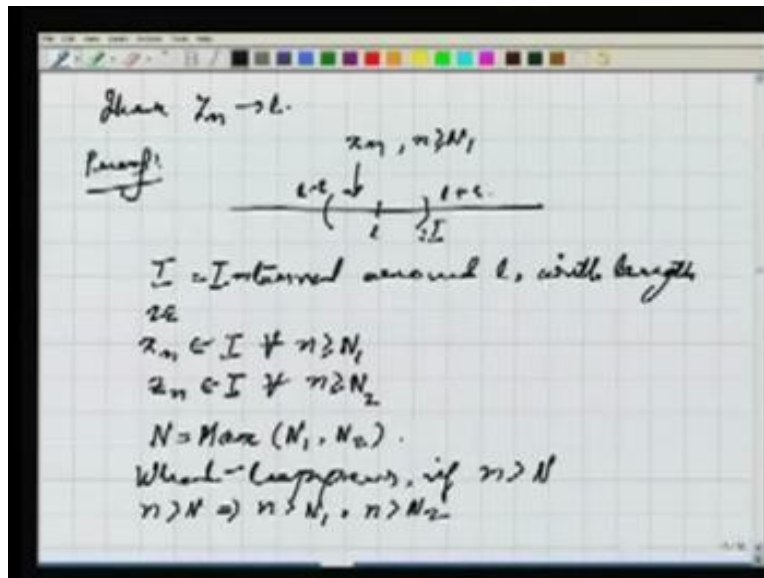 Then Zn → l.
Proof:
xn, n≥N1
l-ε l+ε.
( l ) :I
I = Interval around l, with length
2ε
xn ∈ I ∀ n≥N1
zn ∈ I ∀ n≥N2
N = Max (N1, N2).
What happens, if n>N
n>N ⇒ n>N1, n>N2